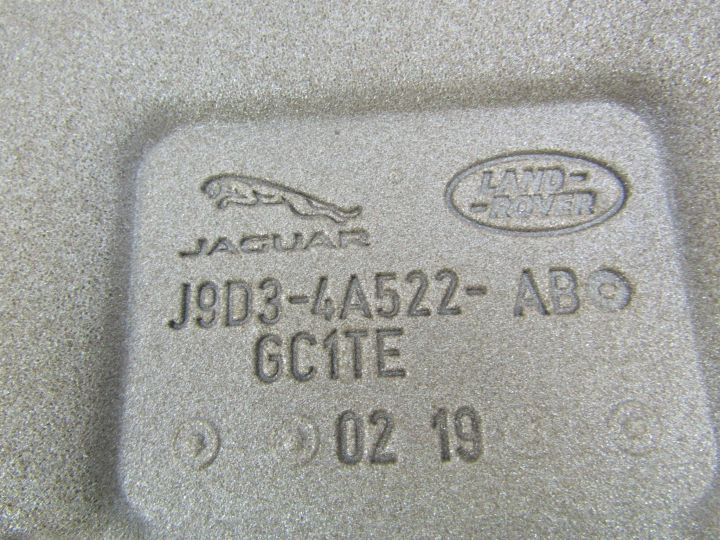 JAGUAR LAND-
-ROVER
J9D3-4A522- AB
GC1TE
02 19